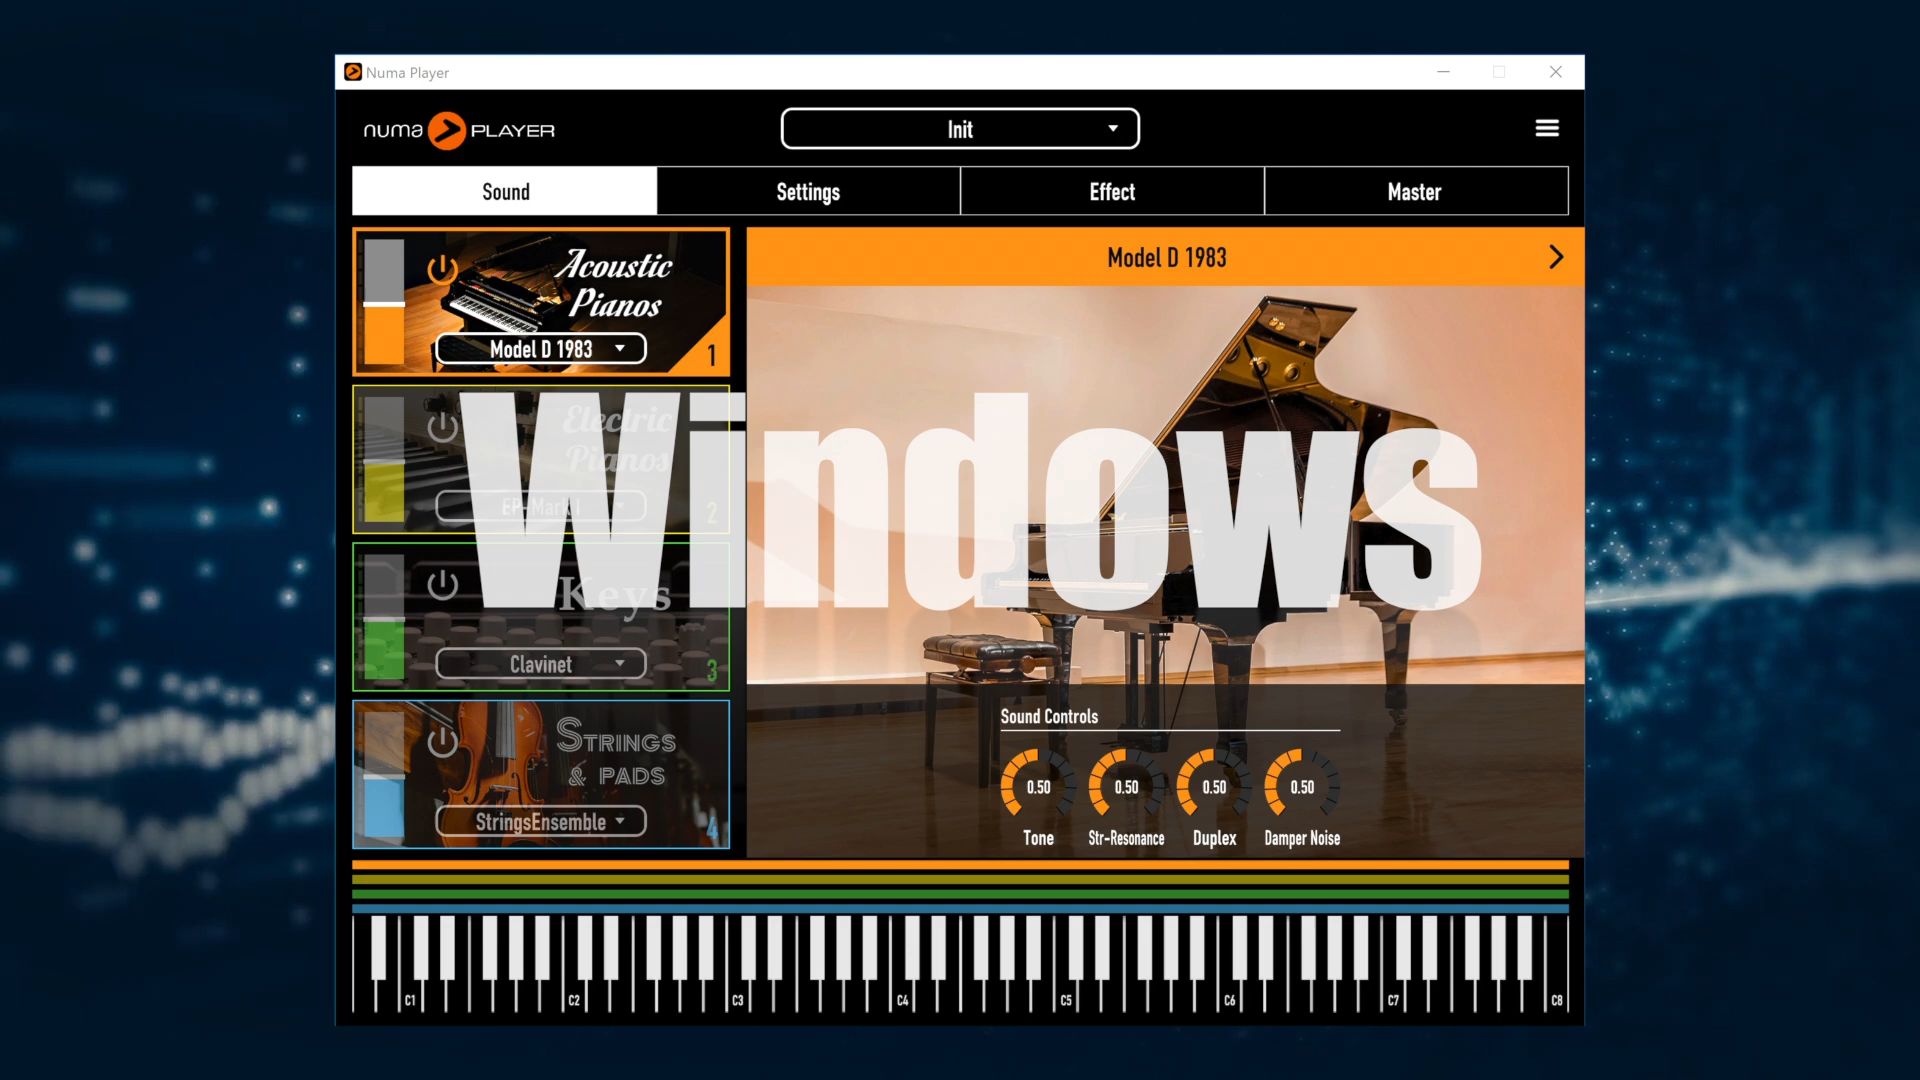 Numa Player
numa PLAYER
Init
Sound
Settings
Effect
Master
Acoustic
Pianos
Model D 1983
1
Electric
Pianos
EP-Mark I
2
Keys
Clavinet
3
Strings
& pads
StringsEnsemble
4
Model D 1983
Windows
Sound Controls
0.50 0.50 0.50 0.50
Tone Str-Resonance Duplex Damper Noise
C1 C2 C3 C4 C5 C6 C7 C8